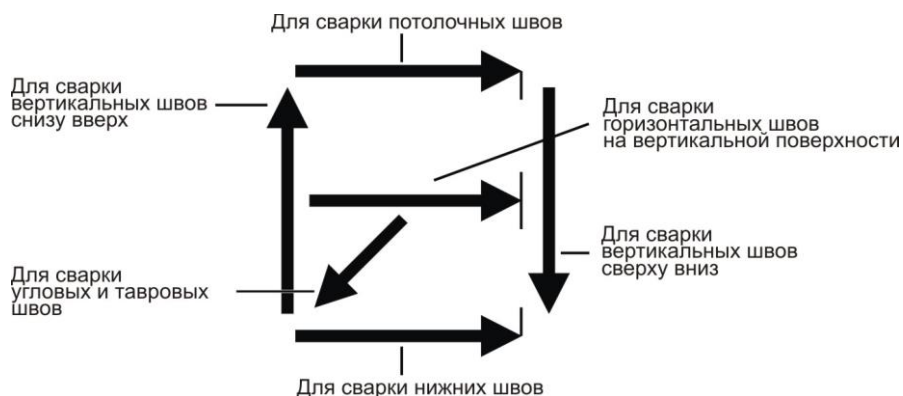 Для сварки потолочных швов
Для сварки
вертикальных швов
снизу вверх
Для сварки
горизонтальных швов
на вертикальной поверхности
Для сварки
вертикальных швов
сверху вниз
Для сварки
угловых и тавровых
швов
Для сварки нижних швов